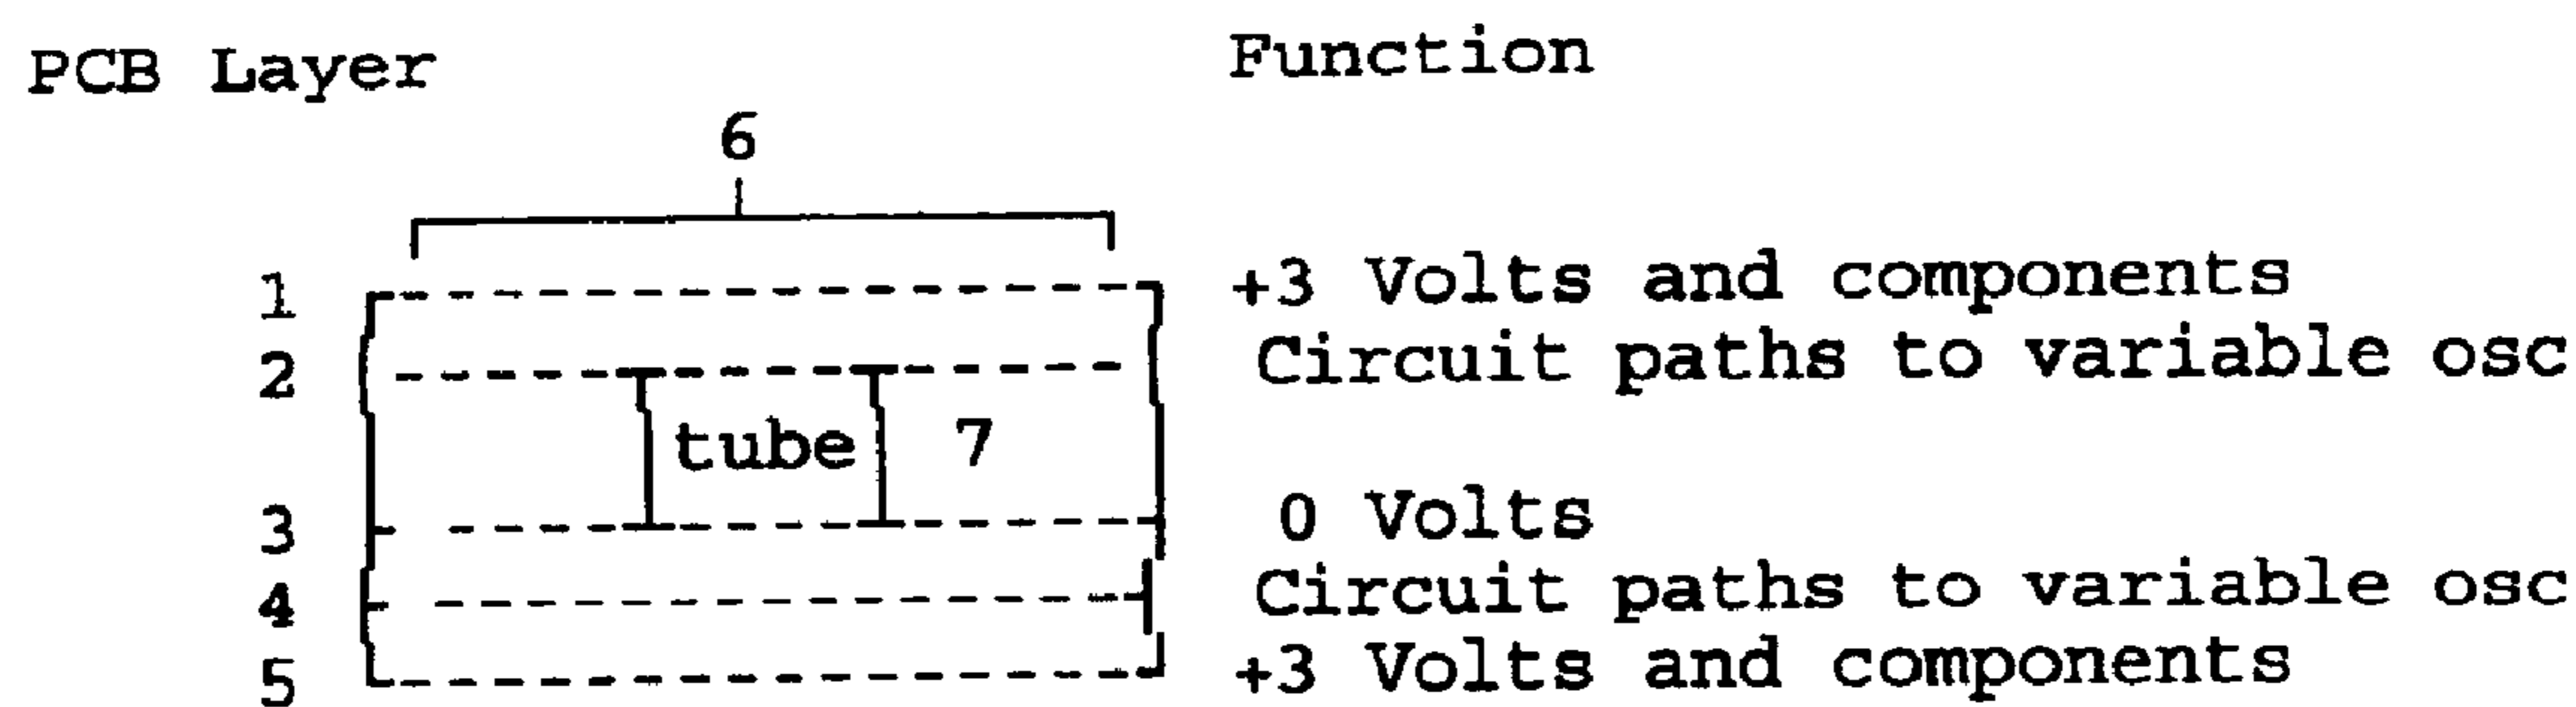 PCB Layer Function
6
1 +3 Volts and components
2 Circuit paths to variable osc
tube 7
3 0 Volts
4 Circuit paths to variable osc
5 +3 Volts and components